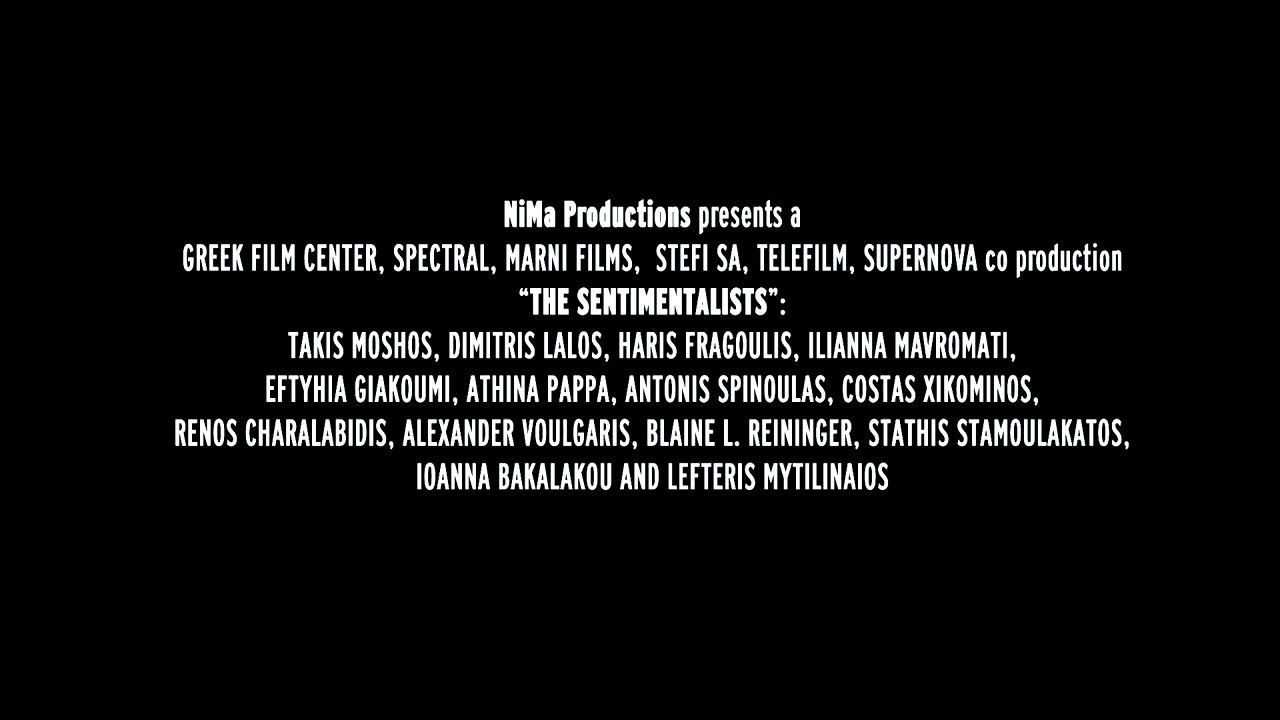 NiMa Productions presents a
GREEK FILM CENTER, SPECTRAL, MARNI FILMS,  STEFI SA, TELEFILM, SUPERNOVA co production
“THE SENTIMENTALISTS”:
TAKIS MOSHOS, DIMITRIS LALOS, HARIS FRAGOULIS, ILIANNA MAVROMATI,
EFTYHIA GIAKOUMI, ATHINA PAPPA, ANTONIS SPINOULAS, COSTAS XIKOMINOS,
RENOS CHARALABIDIS, ALEXANDER VOULGARIS, BLAINE L. REININGER, STATHIS STAMOULAKATOS,
IOANNA BAKALAKOU AND LEFTERIS MYTILINAIOS